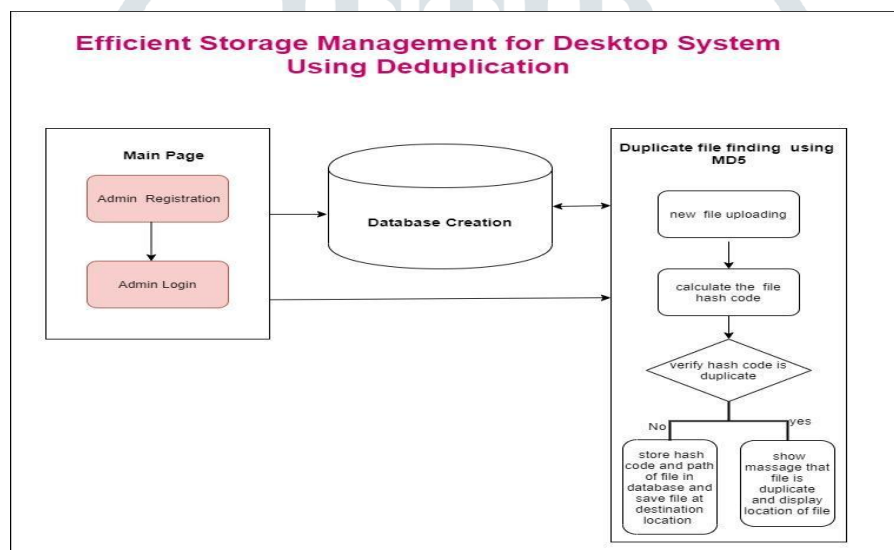 Efficient Storage Management for Desktop System
Using Deduplication
Main Page
Admin Registration
Admin Login
Database Creation
Duplicate file finding using
MD5
new file uploading
calculate the file
hash code
verify hash code is
duplicate
No
yes
store hash
code and path
of file in
database and
save file at
destination
location
show
massage that
file is
duplicate
and display
location of file